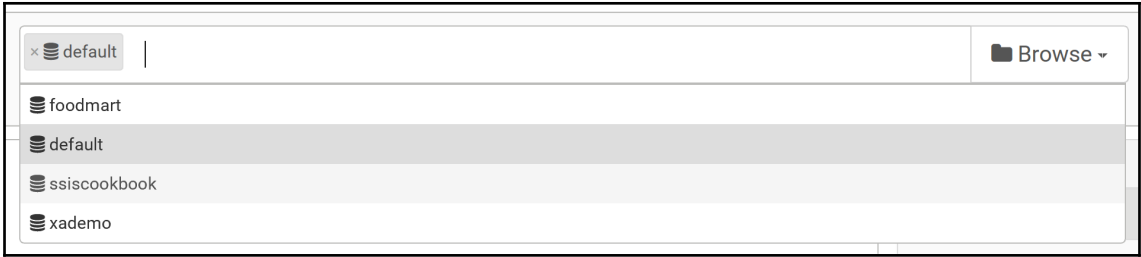 × default
Browse
foodmart
default
ssiscookbook
xademo